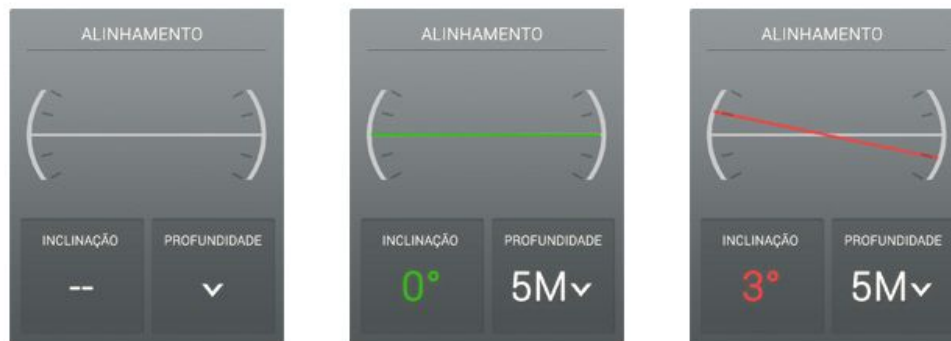 ALINHAMENTO
INCLINAÇÃO
PROFUNDIDADE
--
ALINHAMENTO
INCLINAÇÃO
PROFUNDIDADE
0°
5M
ALINHAMENTO
INCLINAÇÃO
PROFUNDIDADE
3°
5M